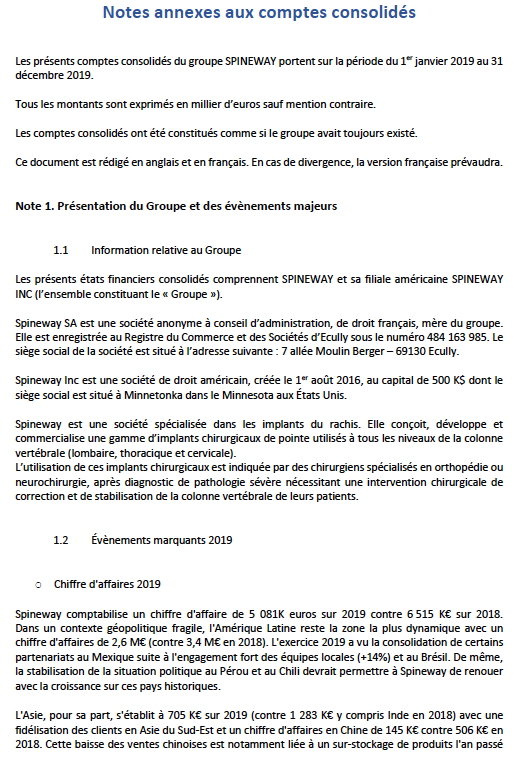 Notes annexes aux comptes consolidés
Les présents comptes consolidés du groupe SPINEWAY portent sur la période du 1er janvier 2019 au 31
décembre 2019.
Tous les montants sont exprimés en millier d'euros sauf mention contraire.
Les comptes consolidés ont été constitués comme si le groupe avait toujours existé.
Ce document est rédigé en anglais et en français. En cas de divergence, la version française prévaudra.
Note 1. Présentation du Groupe et des évènements majeurs
1.1 Information relative au Groupe
Les présents états financiers consolidés comprennent SPINEWAY et sa filiale américaine SPINEWAY
INC (l'ensemble constituant le « Groupe »).
Spineway SA est une société anonyme à conseil d'administration, de droit français, mère du groupe.
Elle est enregistrée au Registre du Commerce et des Sociétés d'Ecully sous le numéro 484 163 985. Le
siège social de la société est situé à l'adresse suivante : 7 allée Moulin Berger – 69130 Ecully.
Spineway Inc est une société de droit américain, créée le 1er août 2016, au capital de 500 K$ dont le
siège social est situé à Minnetonka dans le Minnesota aux États Unis.
Spineway est une société spécialisée dans les implants du rachis. Elle conçoit, développe et
commercialise une gamme d'implants chirurgicaux de pointe utilisés à tous les niveaux de la colonne
vertébrale (lombaire, thoracique et cervicale).
L'utilisation de ces implants chirurgicaux est indiquée par des chirurgiens spécialisés en orthopédie ou
neurochirurgie, après diagnostic de pathologie sévère nécessitant une intervention chirurgicale de
correction et de stabilisation de la colonne vertébrale de leurs patients.
1.2 Évènements marquants 2019
○ Chiffre d'affaires 2019
Spineway comptabilise un chiffre d'affaire de 5 081K euros sur 2019 contre 6 515 K€ sur 2018.
Dans un contexte géopolitique fragile, l'Amérique Latine reste la zone la plus dynamique avec un
chiffre d'affaires de 2,6 M€ (contre 3,4 M€ en 2018). L'exercice 2019 a vu la consolidation de certains
partenariats au Mexique suite à l'engagement fort des équipes locales (+14%) et au Brésil. De même,
la stabilisation de la situation politique au Pérou et au Chili devrait permettre à Spineway de renouer
avec la croissance sur ces pays historiques.
L'Asie, pour sa part, s'établit à 705 K€ sur 2019 (contre 1 283 K€ y compris Inde en 2018) avec une
fidélisation des clients en Asie du Sud-Est et un chiffre d'affaires en Chine de 145 K€ contre 506 K€ en
2018. Cette baisse des ventes chinoises est notamment liée à un sur-stockage de produits l'an passé